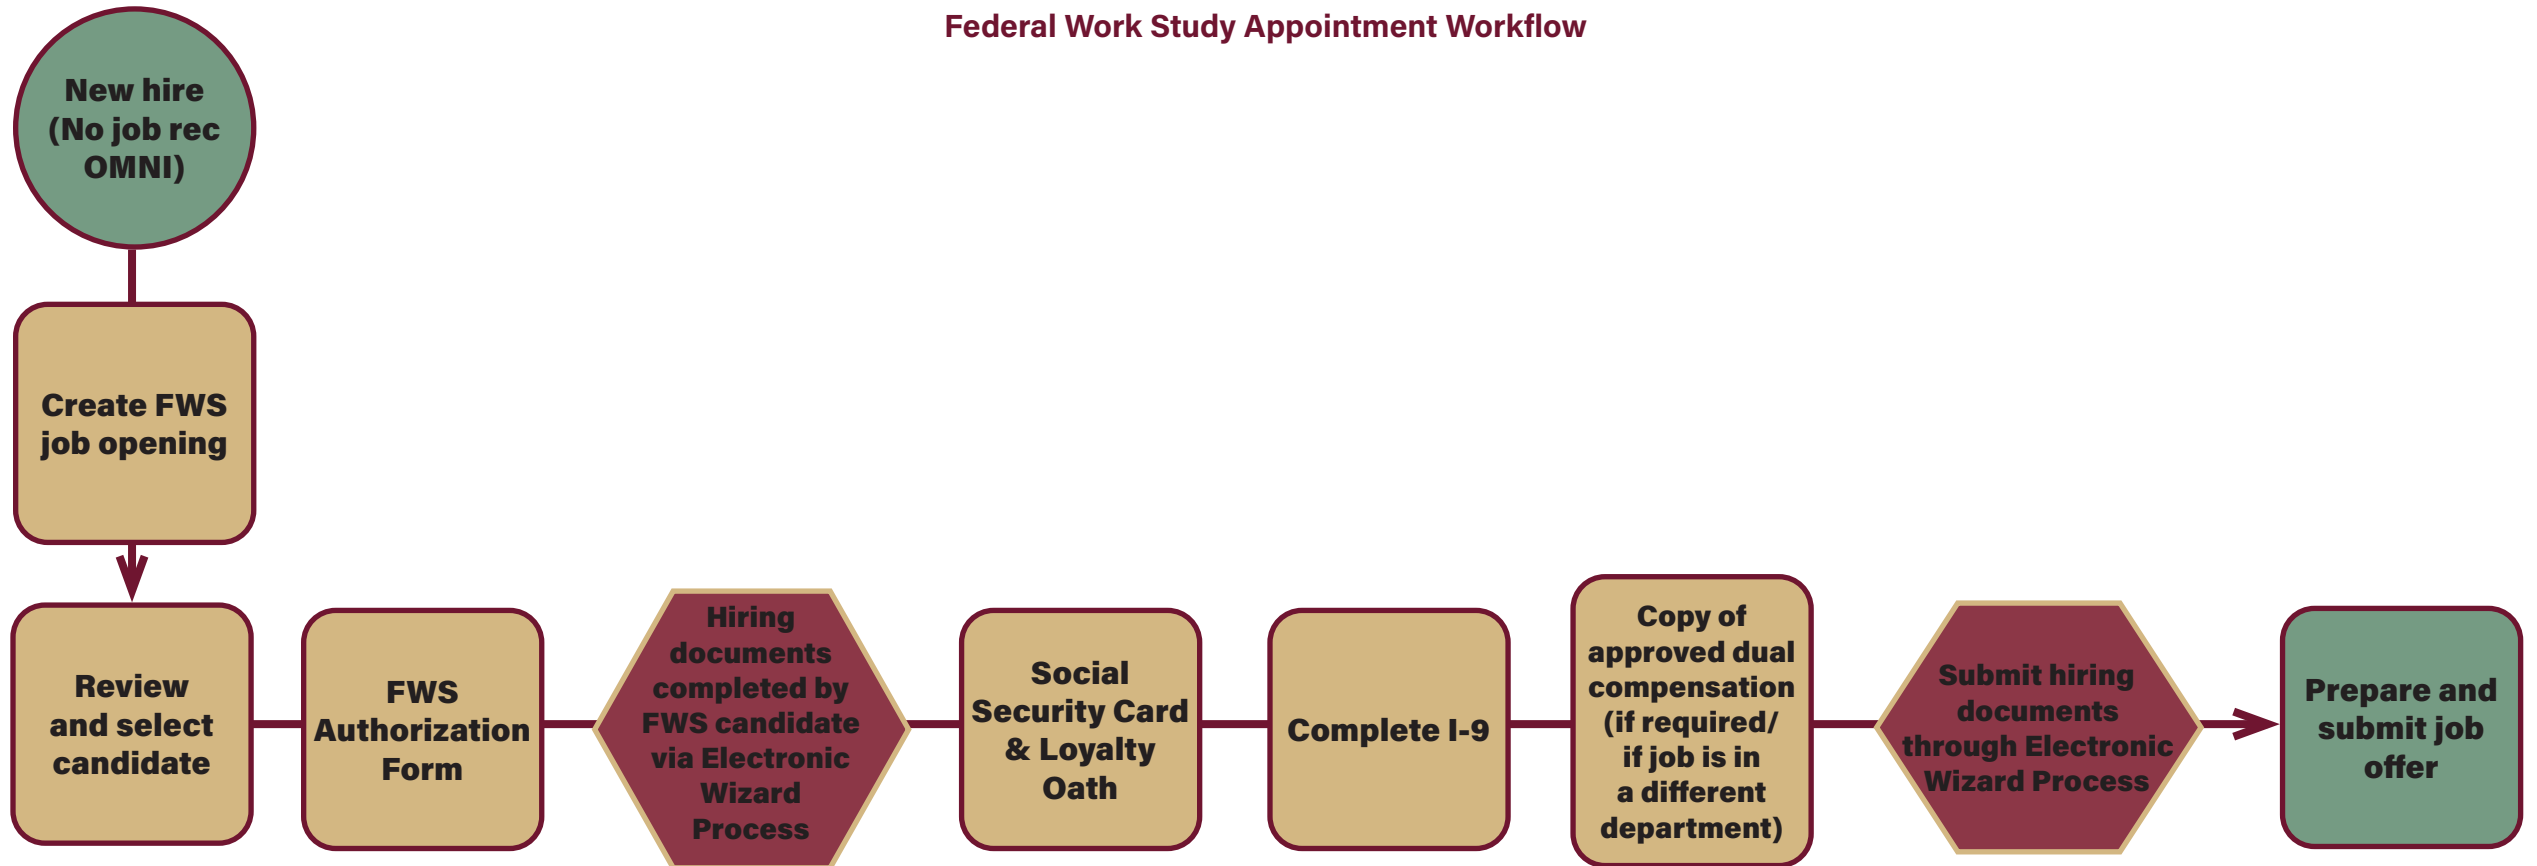 Federal Work Study Appointment Workflow
New hire
(No job rec
OMNI)
Create FWS
job opening
Review
and select
candidate
FWS
Authorization
Form
Hiring
documents
completed by
FWS candidate
via Electronic
Wizard
Process
Social
Security Card
& Loyalty
Oath
Complete I-9
Copy of
approved dual
compensation
(if required/
if job is in
a different
department)
Submit hiring
documents
through Electronic
Wizard Process
Prepare and
submit job
offer